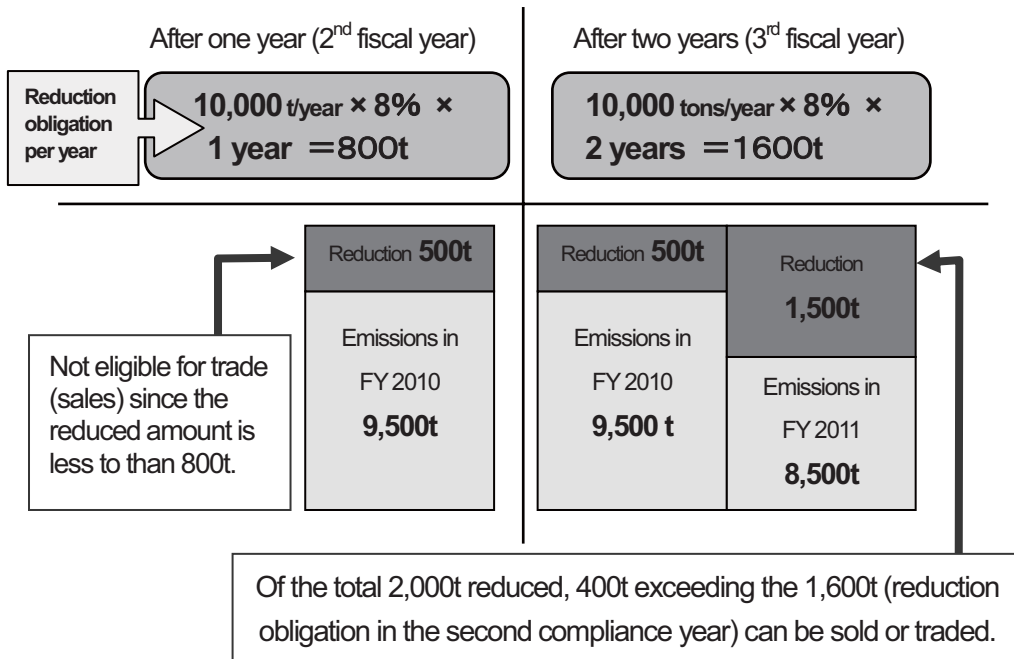 After one year (2nd fiscal year)
After two years (3rd fiscal year)
Reduction
obligation
per year
10,000 t/year × 8% ×
1 year ＝800t
10,000 tons/year × 8% ×
2 years ＝1600t
Reduction 500t
Emissions in
FY 2010
9,500t
Reduction 500t
Emissions in
FY 2010
9,500 t
Reduction
1,500t
Emissions in
FY 2011
8,500t
Not eligible for trade
(sales) since the
reduced amount is
less to than 800t.
Of the total 2,000t reduced, 400t exceeding the 1,600t (reduction
obligation in the second compliance year) can be sold or traded.